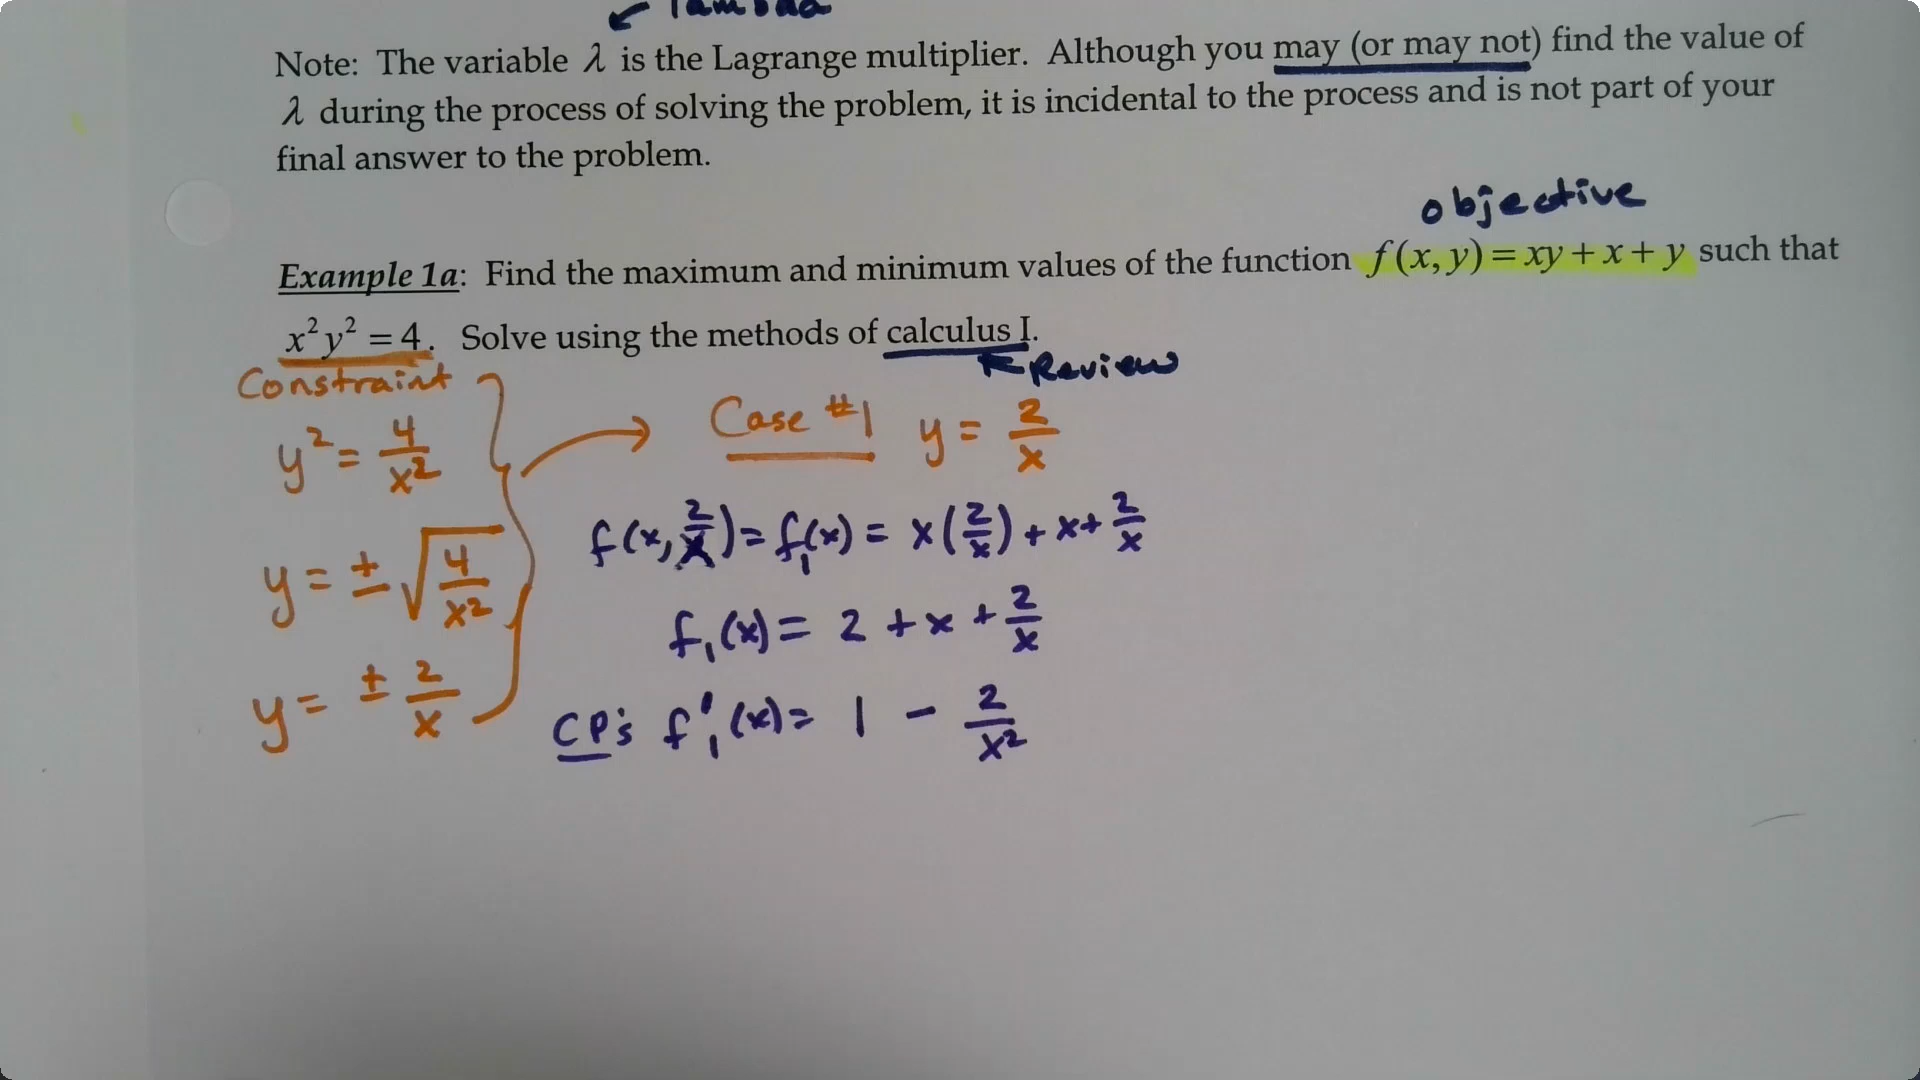 lambda
Note: The variable λ is the Lagrange multiplier. Although you may (or may not) find the value of
λ during the process of solving the problem, it is incidental to the process and is not part of your
final answer to the problem.
objective
Example 1a: Find the maximum and minimum values of the function f(x, y) = xy + x + y such that
x²y² = 4. Solve using the methods of calculus I.
Review
Constraint
y² = 4/x²
y = ±√(4/x²)
y = ± 2/x
Case #1 y = 2/x
f(x, 2/x) = f₁(x) = x(2/x) + x + 2/x
f₁(x) = 2 + x + 2/x
CP's f₁'(x) = 1 - 2/x²